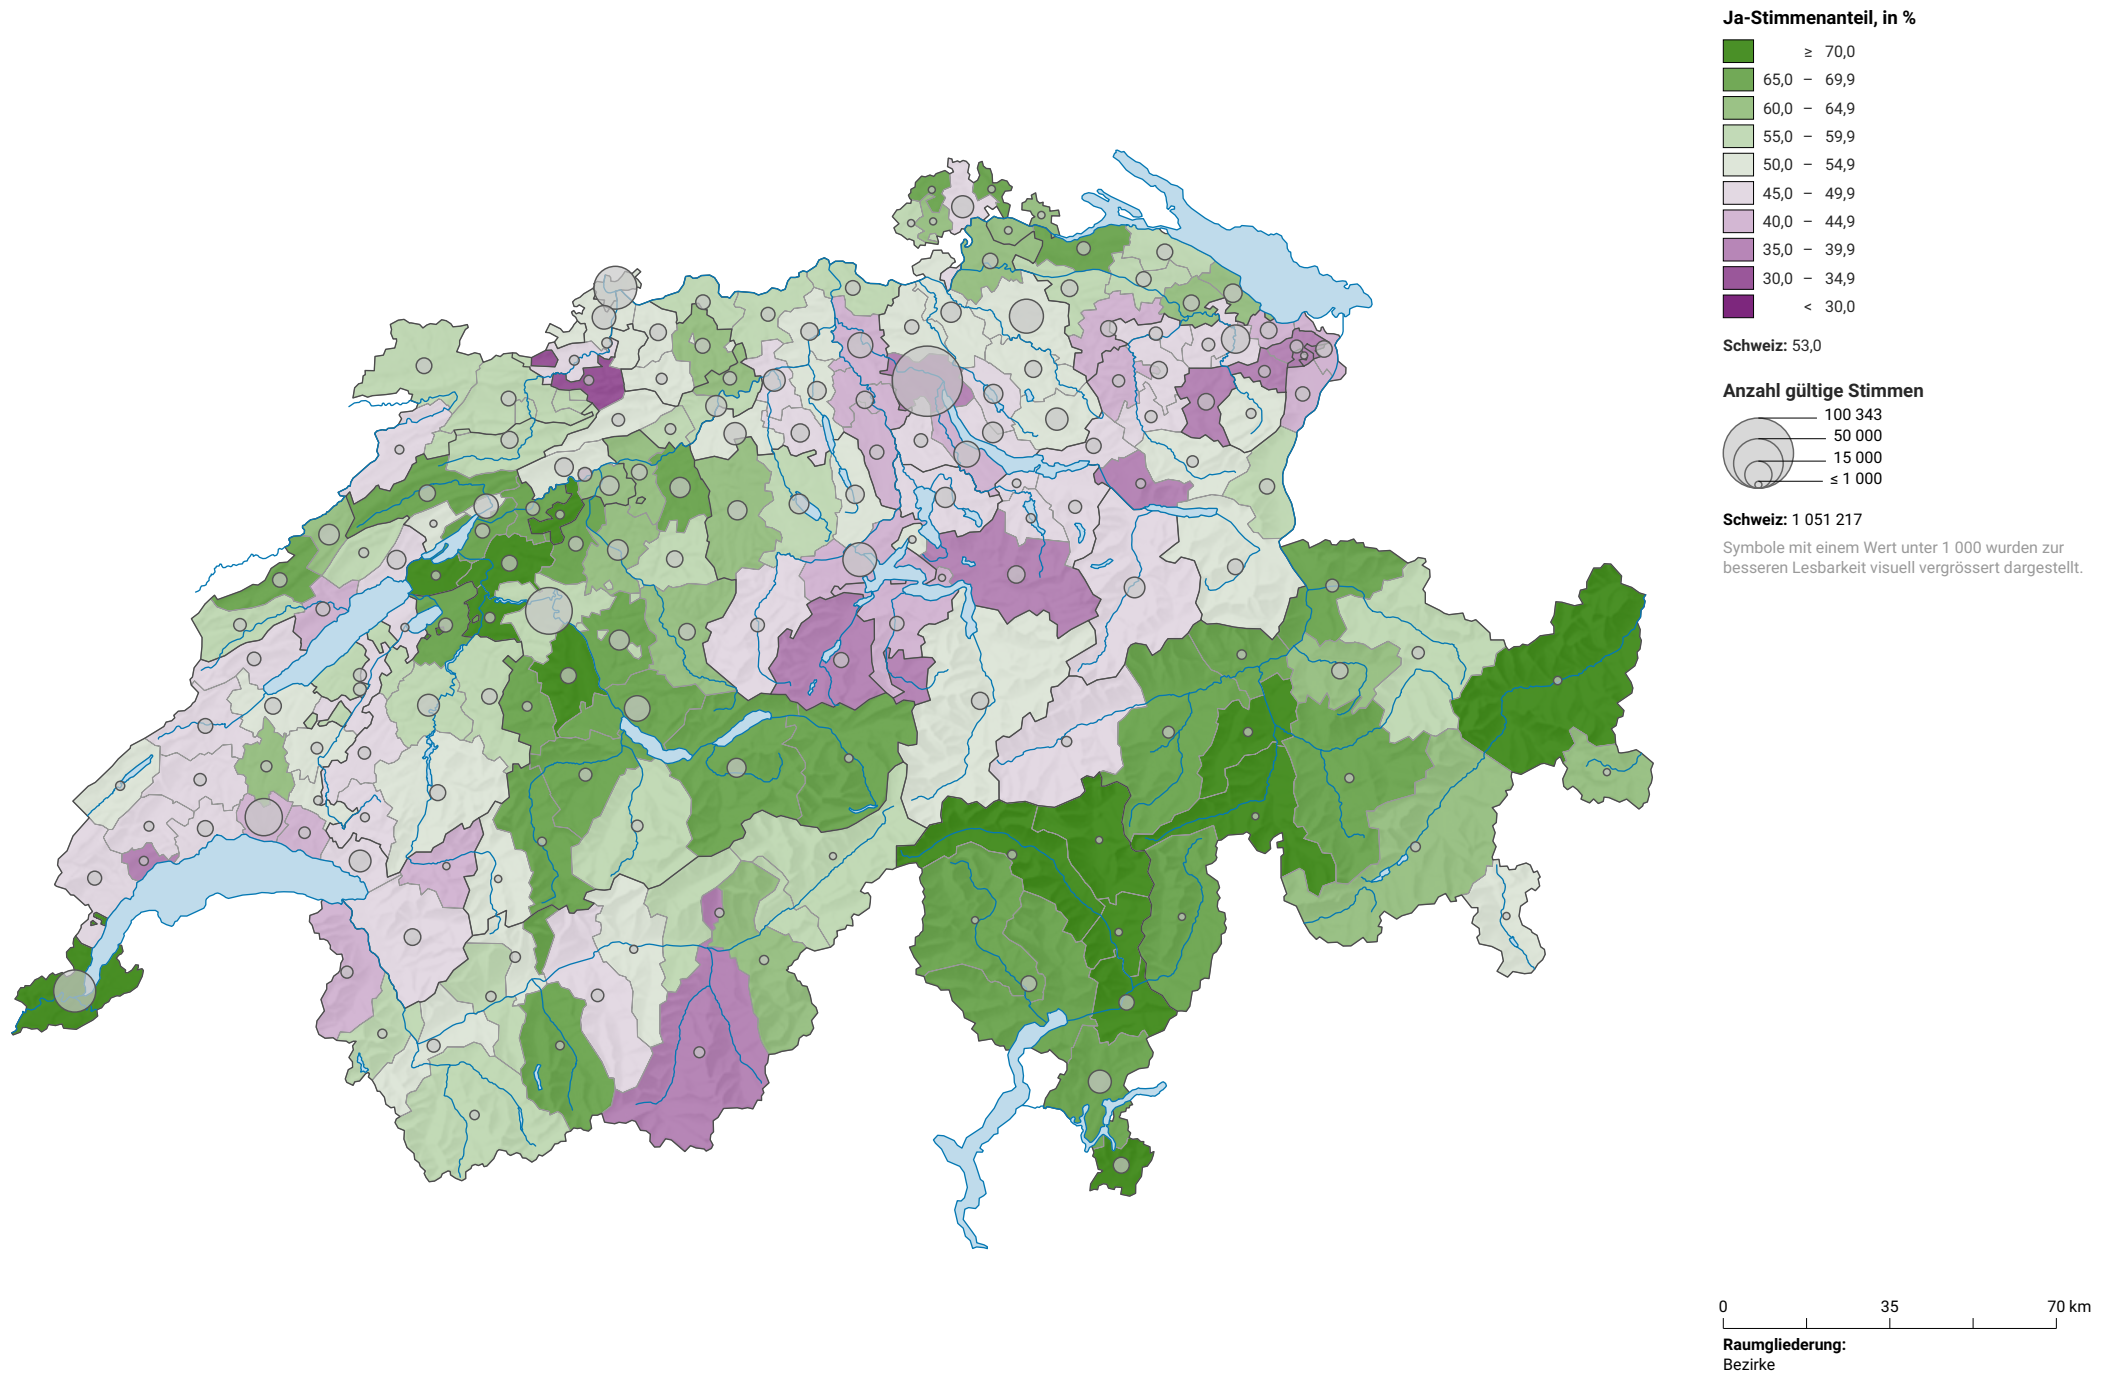 Ja-Stimmenanteil, in %
≥ 70,0
65,0 – 69,9
60,0 – 64,9
55,0 – 59,9
50,0 – 54,9
45,0 – 49,9
40,0 – 44,9
35,0 – 39,9
30,0 – 34,9
< 30,0
Schweiz: 53,0
Anzahl gültige Stimmen
100 343
50 000
15 000
≤ 1 000
Schweiz: 1 051 217
Symbole mit einem Wert unter 1 000 wurden zur
besseren Lesbarkeit visuell vergrössert dargestellt.
0 35 70 km
Raumgliederung:
Bezirke